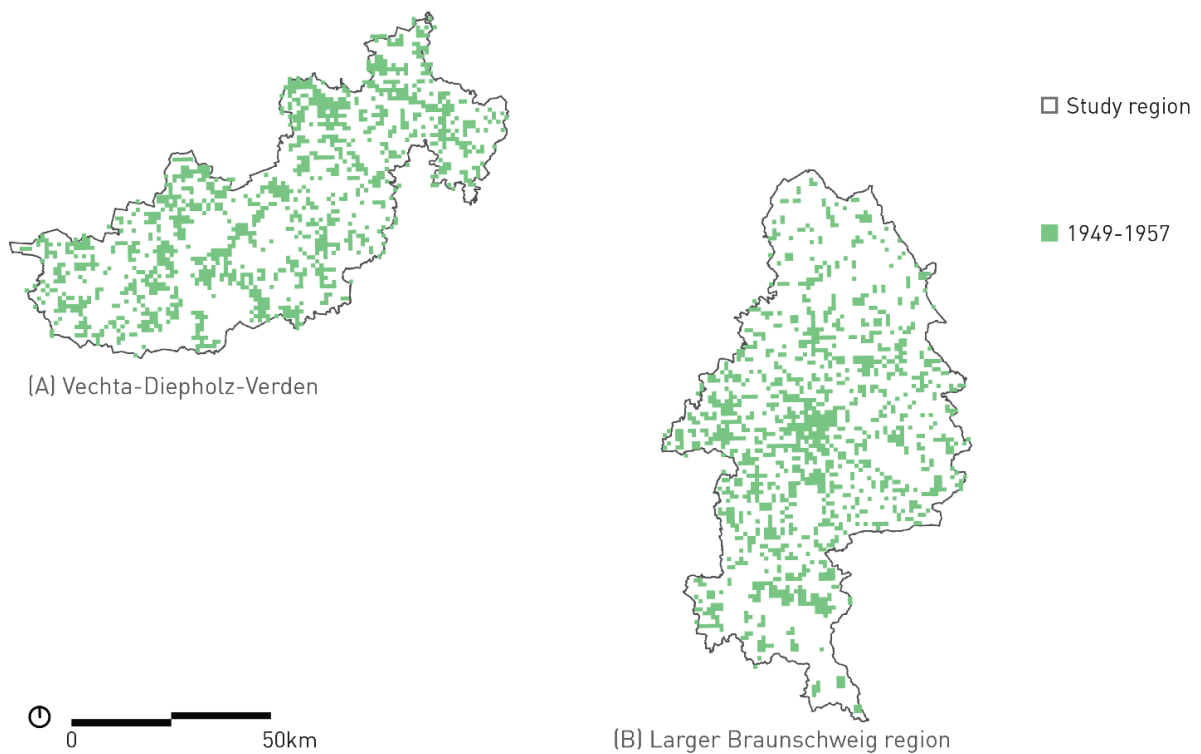 Study region
1949-1957
(A) Vechta-Diepholz-Verden
0 50km
(B) Larger Braunschweig region